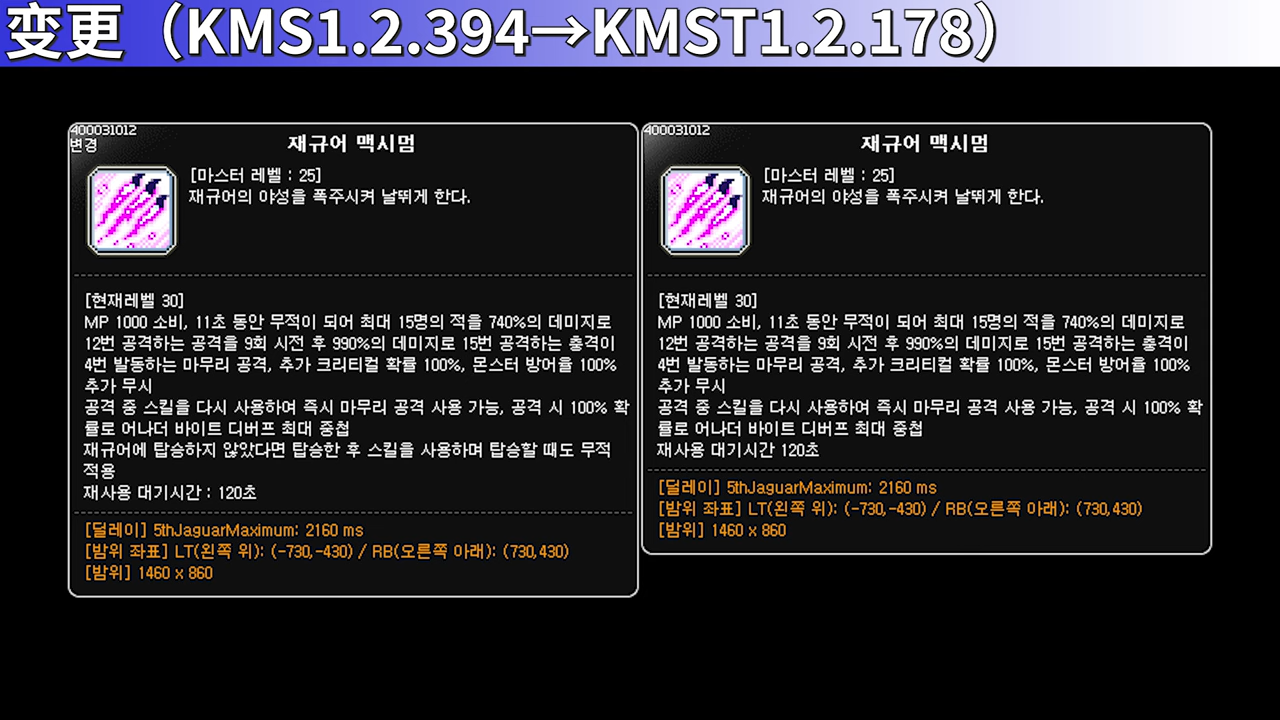 变更（KMS1.2.394→KMST1.2.178）
400031012
변경
재규어 맥시멈
[마스터 레벨 : 25]
재규어의 야성을 폭주시켜 날뛰게 한다.
[현재레벨 30]
MP 1000 소비, 11초 동안 무적이 되어 최대 15명의 적을 740%의 데미지로
12번 공격하는 공격을 9회 시전 후 990%의 데미지로 15번 공격하는 충격이
4번 발동하는 마무리 공격, 추가 크리티컬 확률 100%, 몬스터 방어율 100%
추가 무시
공격 중 스킬을 다시 사용하여 즉시 마무리 공격 사용 가능, 공격 시 100% 확
률로 어나더 바이트 디버프 최대 중첩
재규어에 탑승하지 않았다면 탑승한 후 스킬을 사용하며 탑승할 때도 무적
적용
재사용 대기시간 : 120초
[딜레이] 5thJaguarMaximum: 2160 ms
[범위 좌표] LT(왼쪽 위): (-730,-430) / RB(오른쪽 아래): (730,430)
[범위] 1460 x 860
400031012
재규어 맥시멈
[마스터 레벨 : 25]
재규어의 야성을 폭주시켜 날뛰게 한다.
[현재레벨 30]
MP 1000 소비, 11초 동안 무적이 되어 최대 15명의 적을 740%의 데미지로
12번 공격하는 공격을 9회 시전 후 990%의 데미지로 15번 공격하는 충격이
4번 발동하는 마무리 공격, 추가 크리티컬 확률 100%, 몬스터 방어율 100%
추가 무시
공격 중 스킬을 다시 사용하여 즉시 마무리 공격 사용 가능, 공격 시 100% 확
률로 어나더 바이트 디버프 최대 중첩
재사용 대기시간 120초
[딜레이] 5thJaguarMaximum: 2160 ms
[범위 좌표] LT(왼쪽 위): (-730,-430) / RB(오른쪽 아래): (730,430)
[범위] 1460 x 860